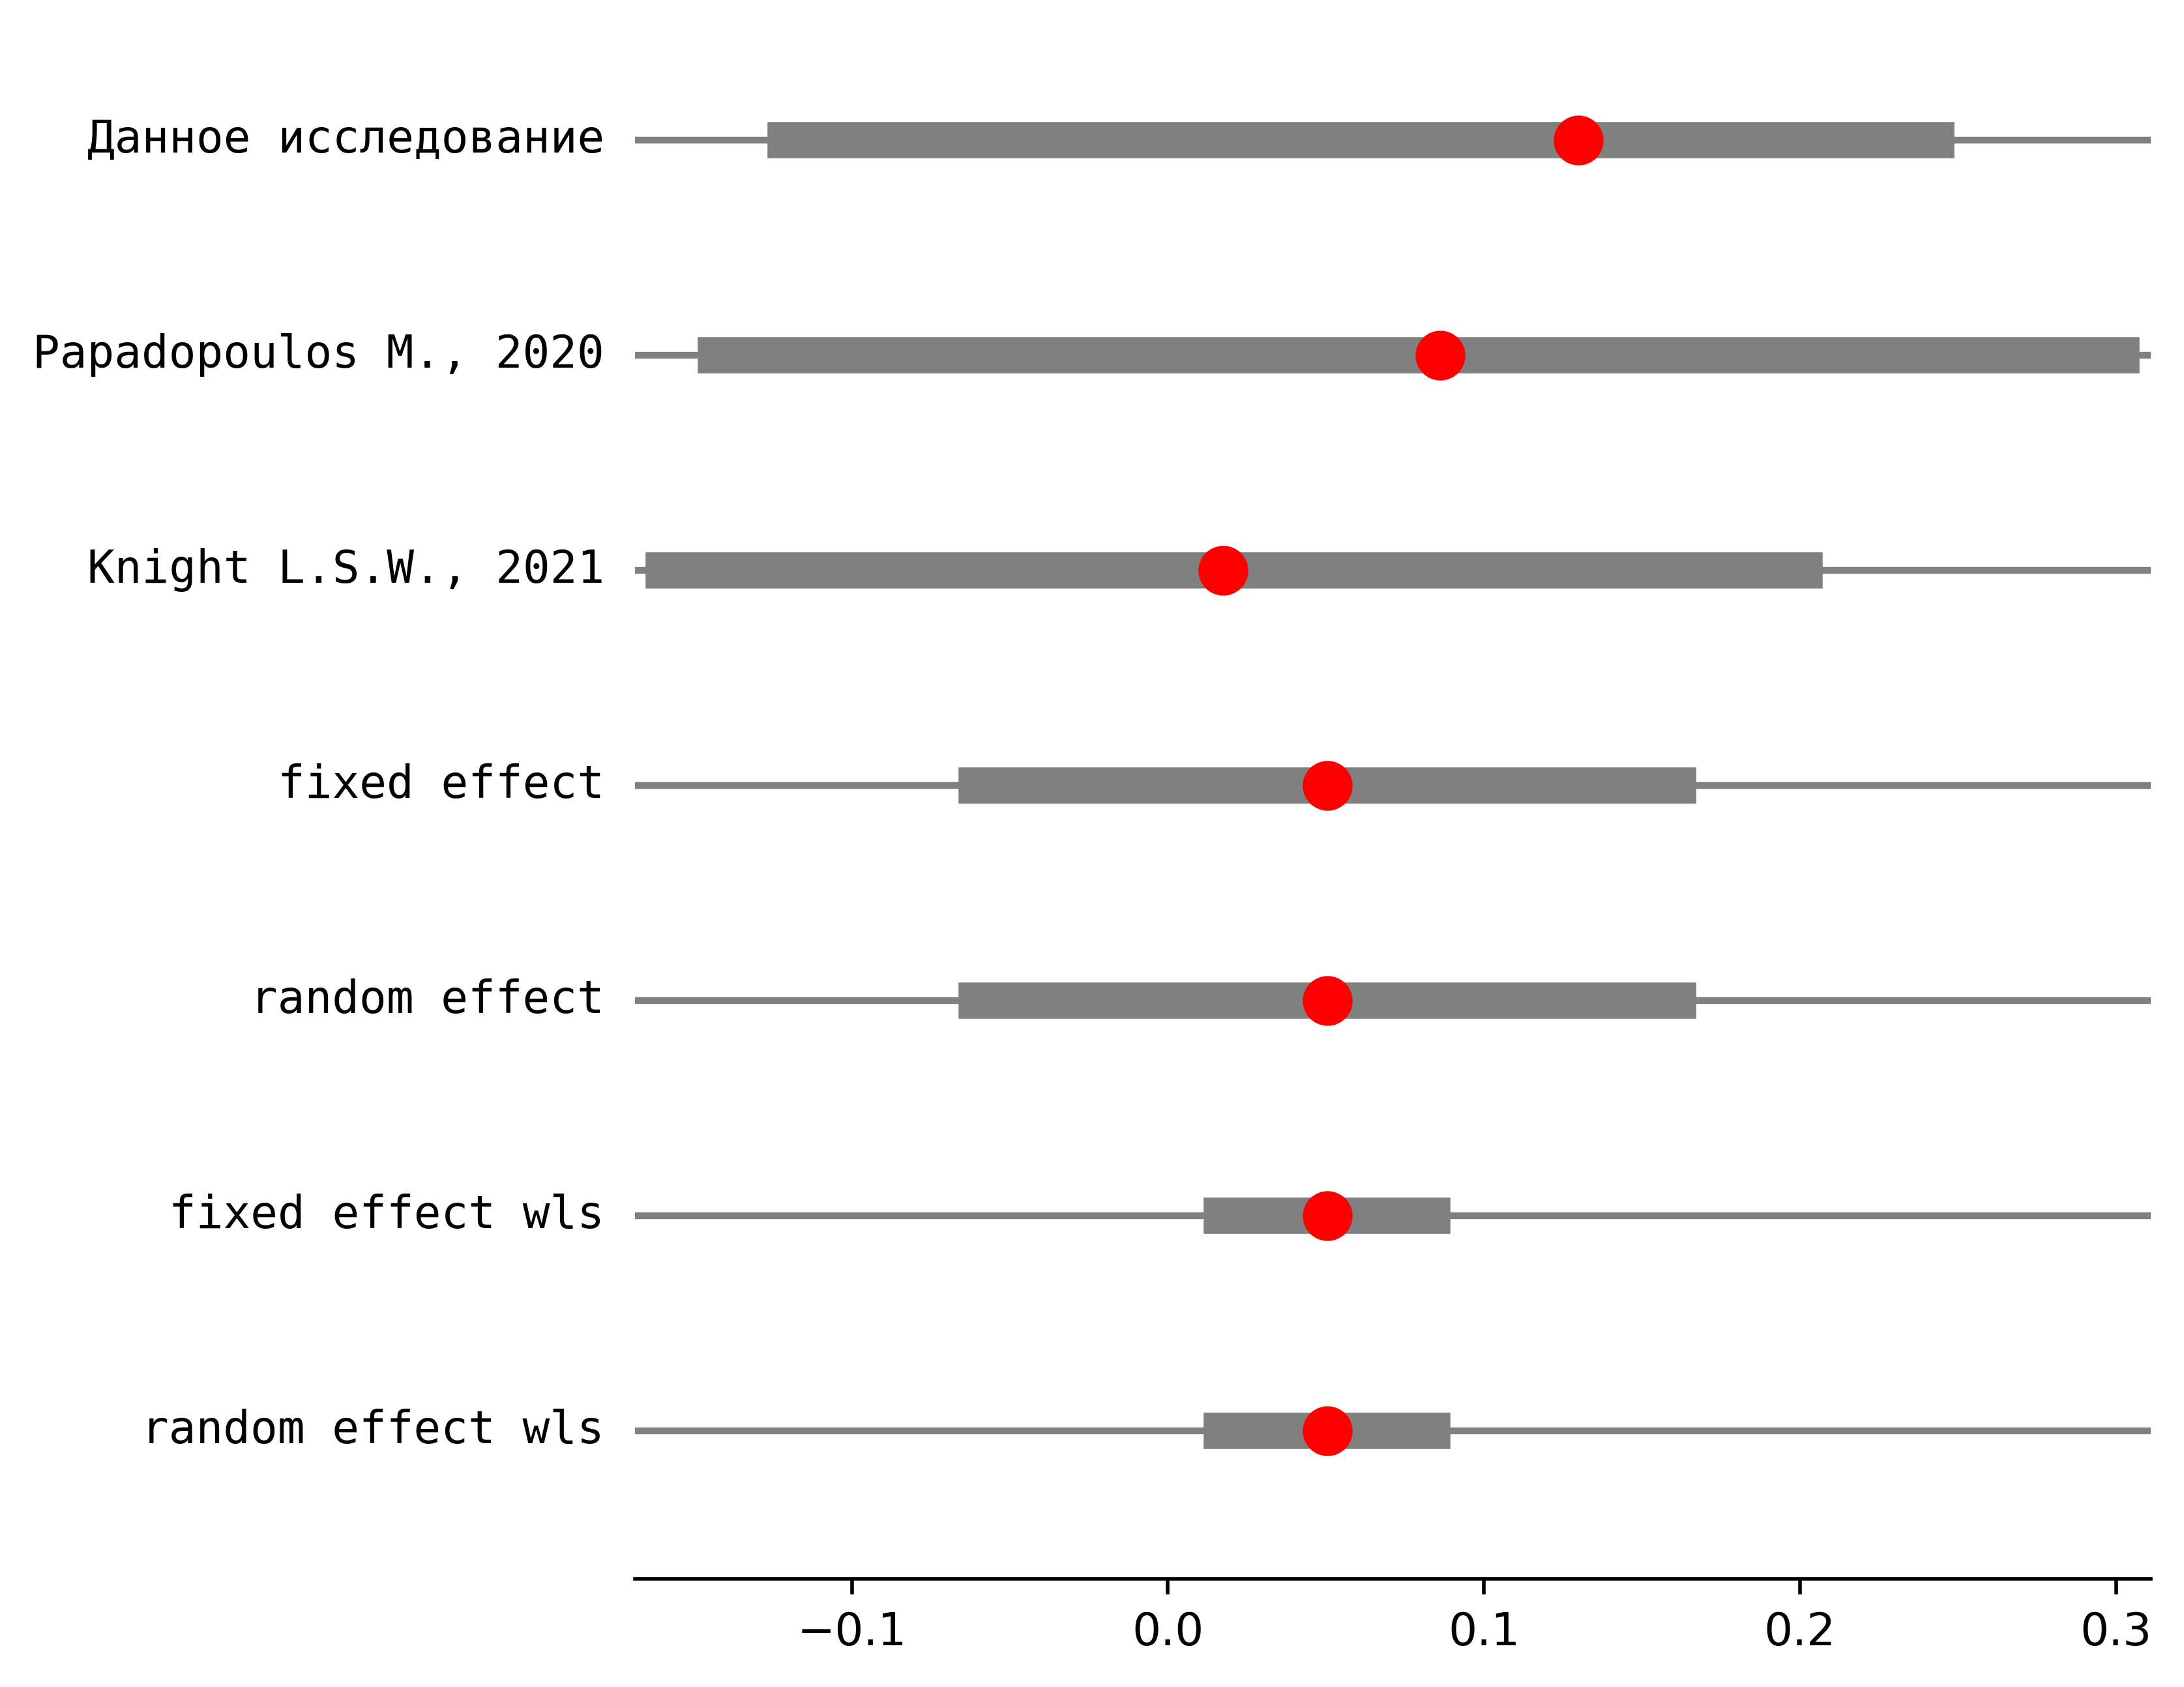 Данное исследование
Papadopoulos M., 2020
Knight L.S.W., 2021
fixed effect
random effect
fixed effect wls
random effect wls
−0.1 0.0 0.1 0.2 0.3